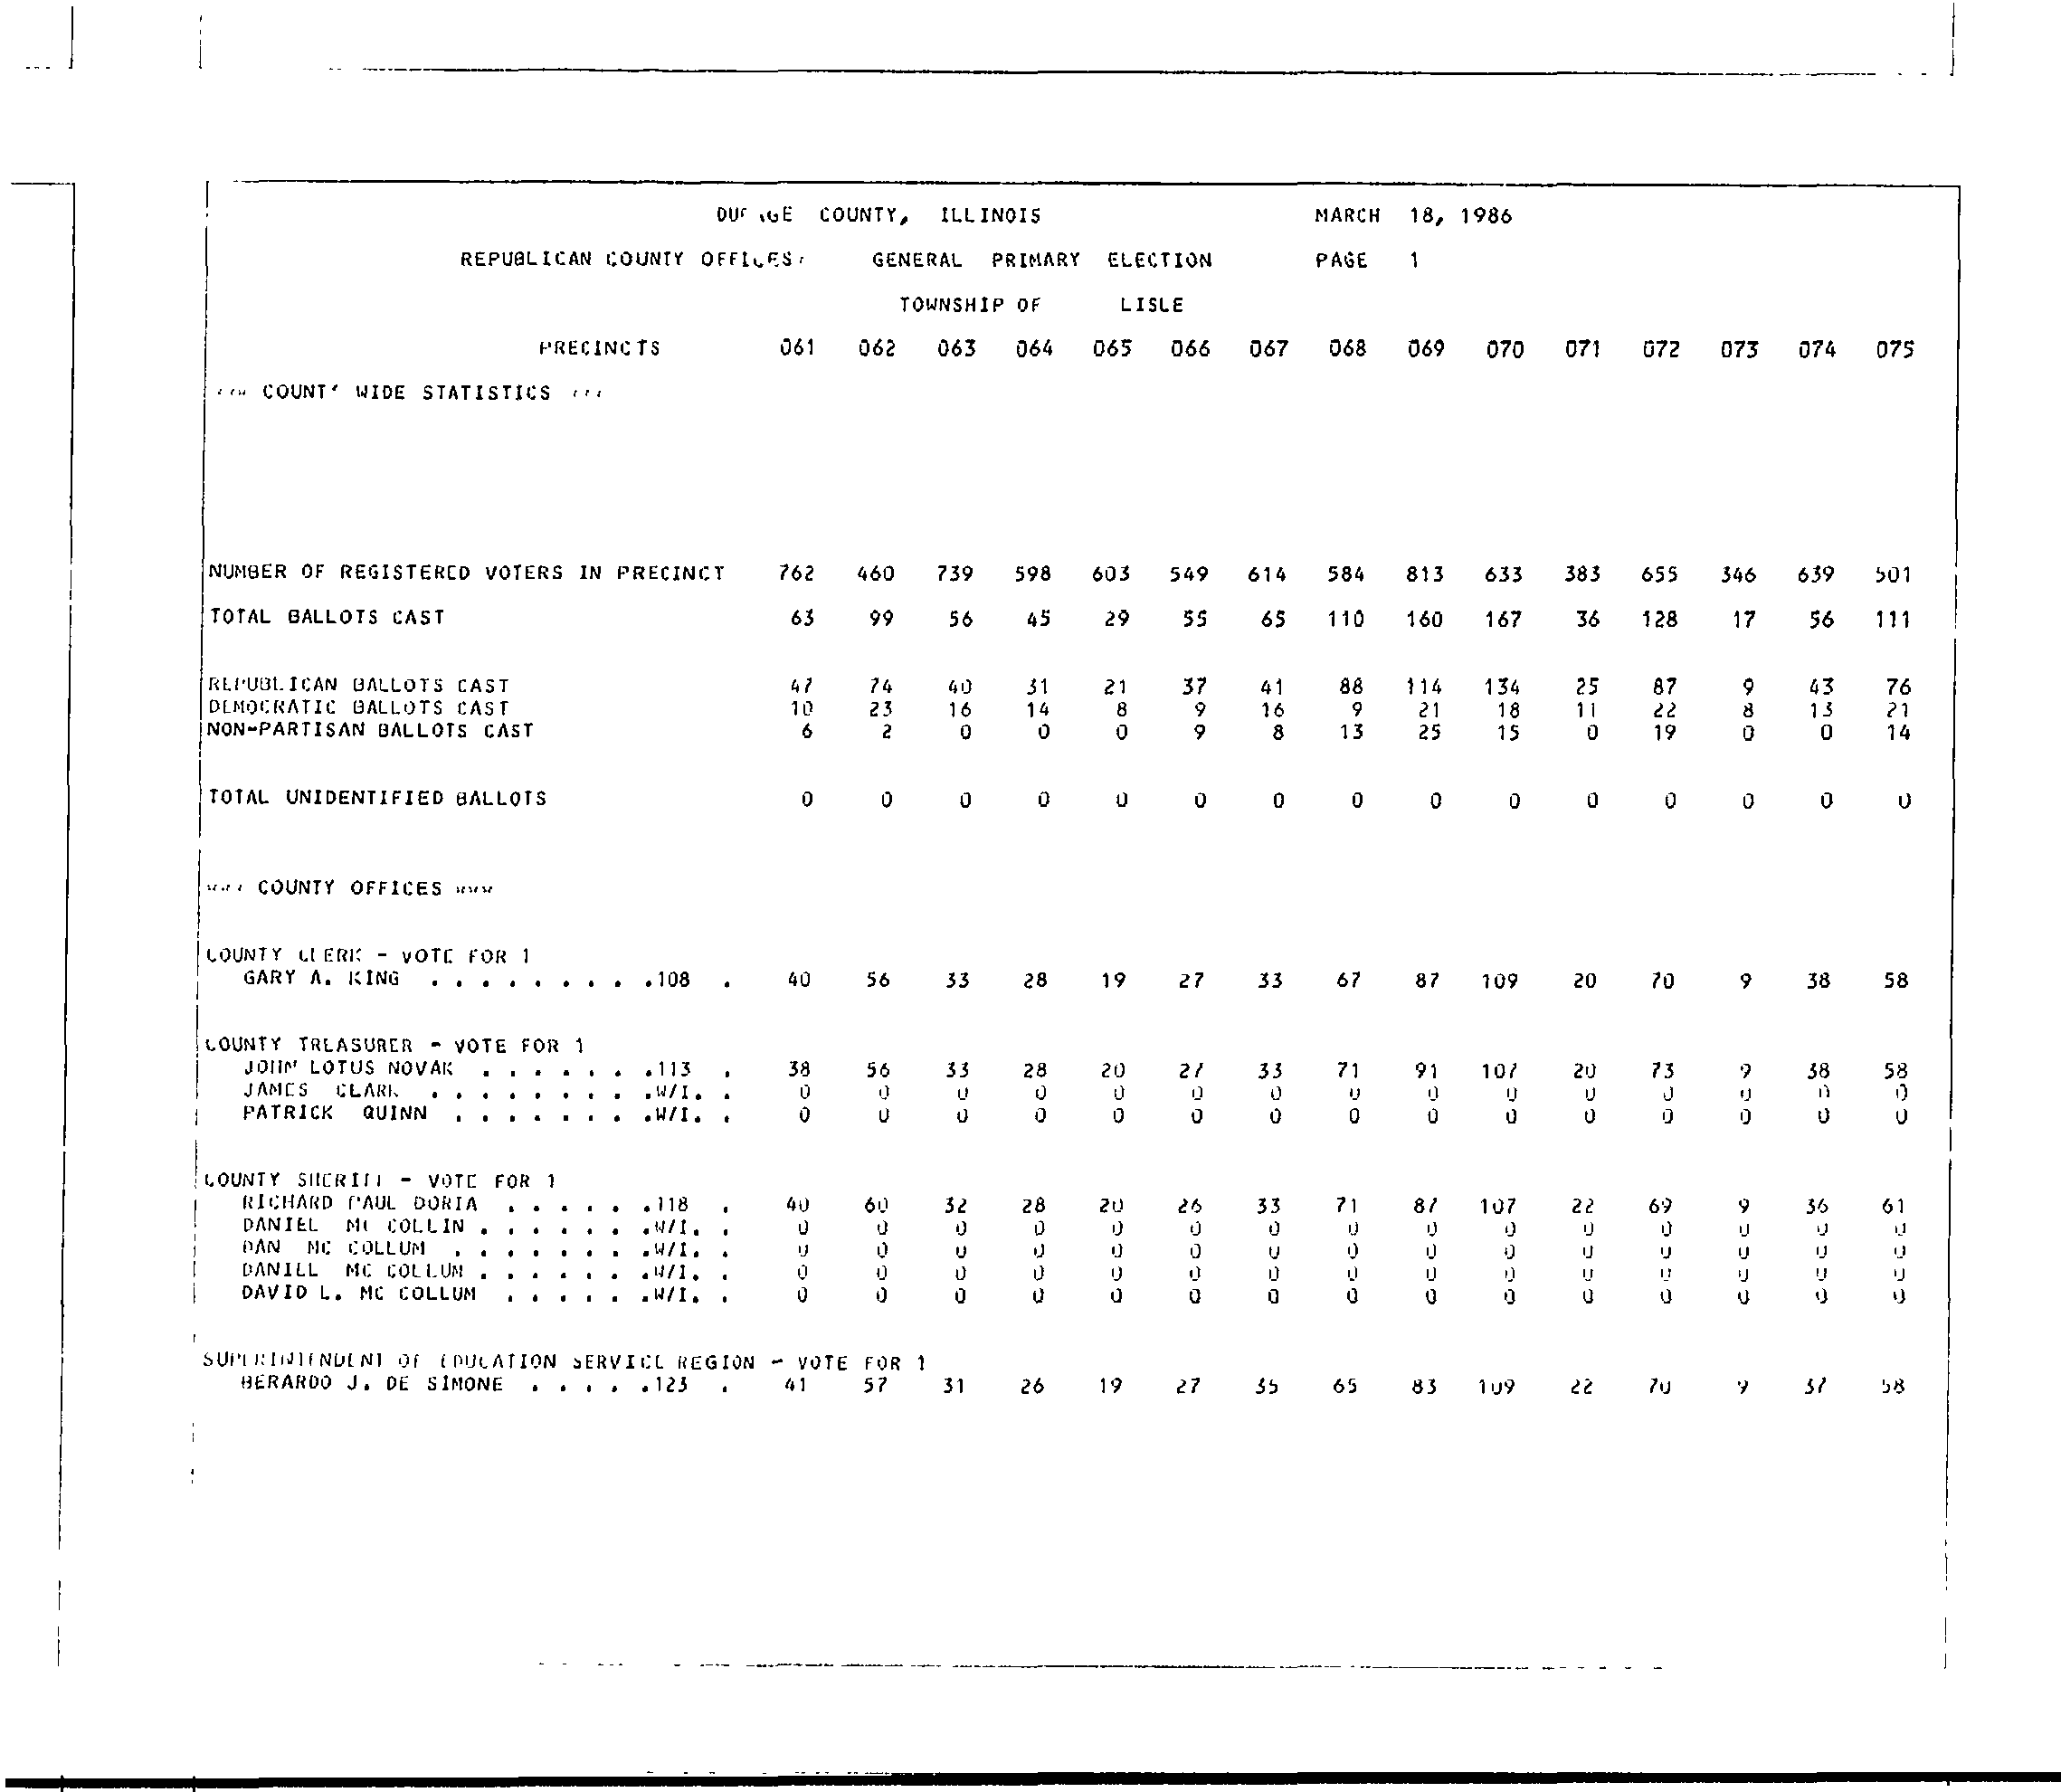 COUNTY, ILLINOIS MARCH 18, 1986
REPUBLICAN COUNTY OFFICES GENERAL PRIMARY ELECTION PAGE 1
TOWNSHIP OF LISLE
PRECINCTS 061 062 063 064 065 066 067 068 069 070 071 072 073 074 075
COUNTY WIDE STATISTICS
NUMBER OF REGISTERED VOTERS IN PRECINCT 762 460 739 598 603 549 614 584 813 633 383 655 346 639 501
TOTAL BALLOTS CAST 63 99 56 45 29 55 65 110 160 167 36 128 17 56 111
REPUBLICAN BALLOTS CAST 47 74 40 31 21 37 41 88 114 134 25 87 9 43 76
DEMOCRATIC BALLOTS CAST 10 23 16 14 8 9 16 9 21 18 11 22 8 13 21
NON-PARTISAN BALLOTS CAST 6 2 0 0 0 9 8 13 25 15 0 19 0 0 14
TOTAL UNIDENTIFIED BALLOTS 0 0 0 0 0 0 0 0 0 0 0 0 0 0 0
*** COUNTY OFFICES ***
COUNTY CLERK - VOTE FOR 1
GARY A. KING . . . . . . . . .108 . 40 56 33 28 19 27 33 67 87 109 20 70 9 38 58
COUNTY TREASURER - VOTE FOR 1
JOHN LOTUS NOVAK . . . . . . .113 . 38 56 33 28 20 27 33 71 91 107 20 73 9 38 58
JAMES CLARK . . . . . . . . .W/I. . 0 0 0 0 0 0 0 0 0 0 0 0 0 0 0
PATRICK QUINN . . . . . . . .W/I. . 0 0 0 0 0 0 0 0 0 0 0 0 0 0 0
COUNTY SHERIFF - VOTE FOR 1
RICHARD PAUL DORIA . . . . . .118 . 40 60 32 28 20 26 33 71 87 107 22 69 9 36 61
DANIEL MC COLLIN . . . . . . .W/I. . 0 0 0 0 0 0 0 0 0 0 0 0 0 0 0
DAN MC COLLUM . . . . . . . .W/I. . 0 0 0 0 0 0 0 0 0 0 0 0 0 0 0
DANIEL MC COLLUM . . . . . . .W/I. . 0 0 0 0 0 0 0 0 0 0 0 0 0 0 0
DAVID L. MC COLLUM . . . . . .W/I. . 0 0 0 0 0 0 0 0 0 0 0 0 0 0 0
SUPERINTENDENT OF EDUCATION SERVICE REGION - VOTE FOR 1
BERARDO J. DE SIMONE . . . . .123 . 41 57 31 26 19 27 35 65 83 109 22 70 9 37 58